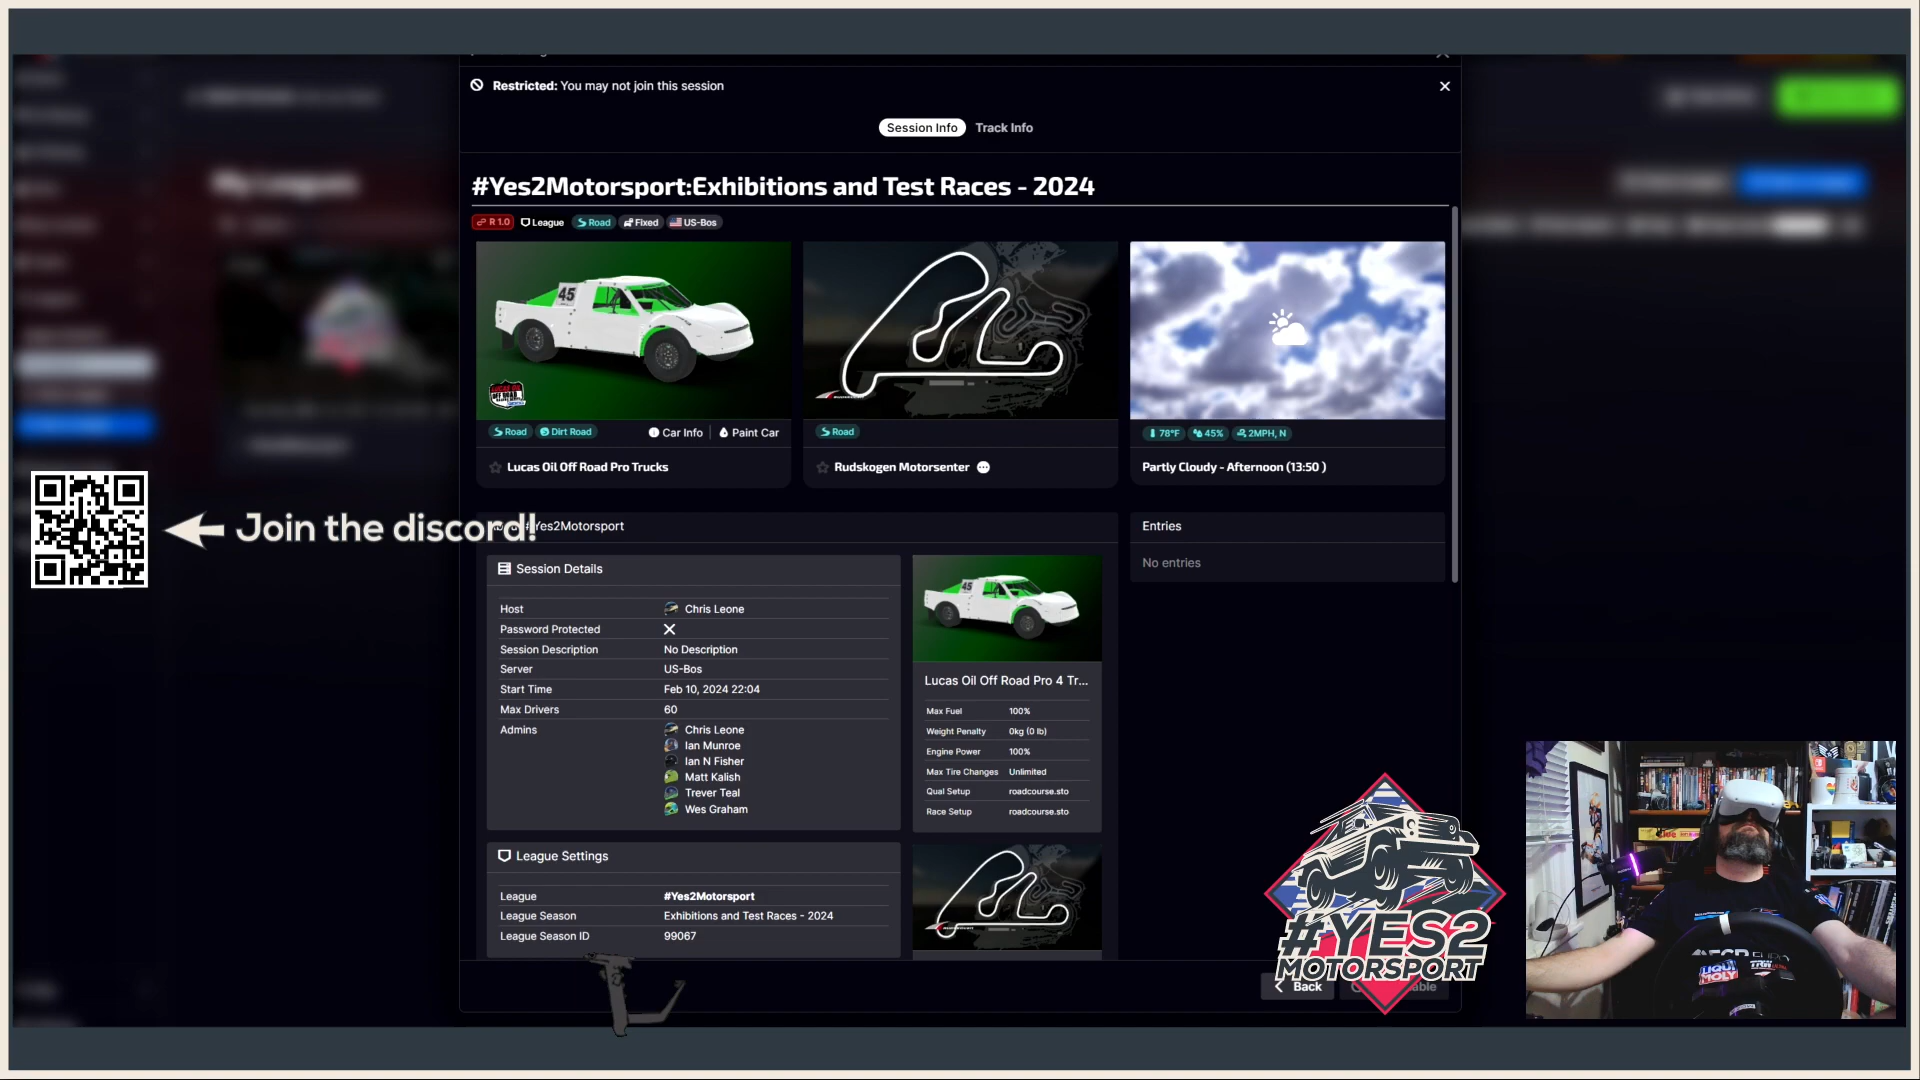 Restricted: You may not join this session
Session Info
Track Info
#Yes2Motorsport:Exhibitions and Test Races - 2024
R 1.0
League
Road
Fixed
US-Bos
45
Road
Dirt Road
Car Info
Paint Car
Lucas Oil Off Road Pro Trucks
Road
Rudskogen Motorsenter
78°F
45%
2MPH, N
Partly Cloudy - Afternoon (13:50 )
My Leagues
Join the discord!
Yes2Motorsport
Entries
No entries
Session Details
Host Chris Leone
Password Protected
Session Description No Description
Server US-Bos
Start Time Feb 10, 2024 22:04
Max Drivers 60
Admins Chris Leone
Ian Munroe
Ian N Fisher
Matt Kalish
Trever Teal
Wes Graham
45
Lucas Oil Off Road Pro 4 Tr...
Max Fuel 100%
Weight Penalty 0kg (0 lb)
Engine Power 100%
Max Tire Changes Unlimited
Qual Setup roadcourse.sto
Race Setup roadcourse.sto
League Settings
League #Yes2Motorsport
League Season Exhibitions and Test Races - 2024
League Season ID 99067
Back
#YES2
MOTORSPORT
LIQUI
MOLY